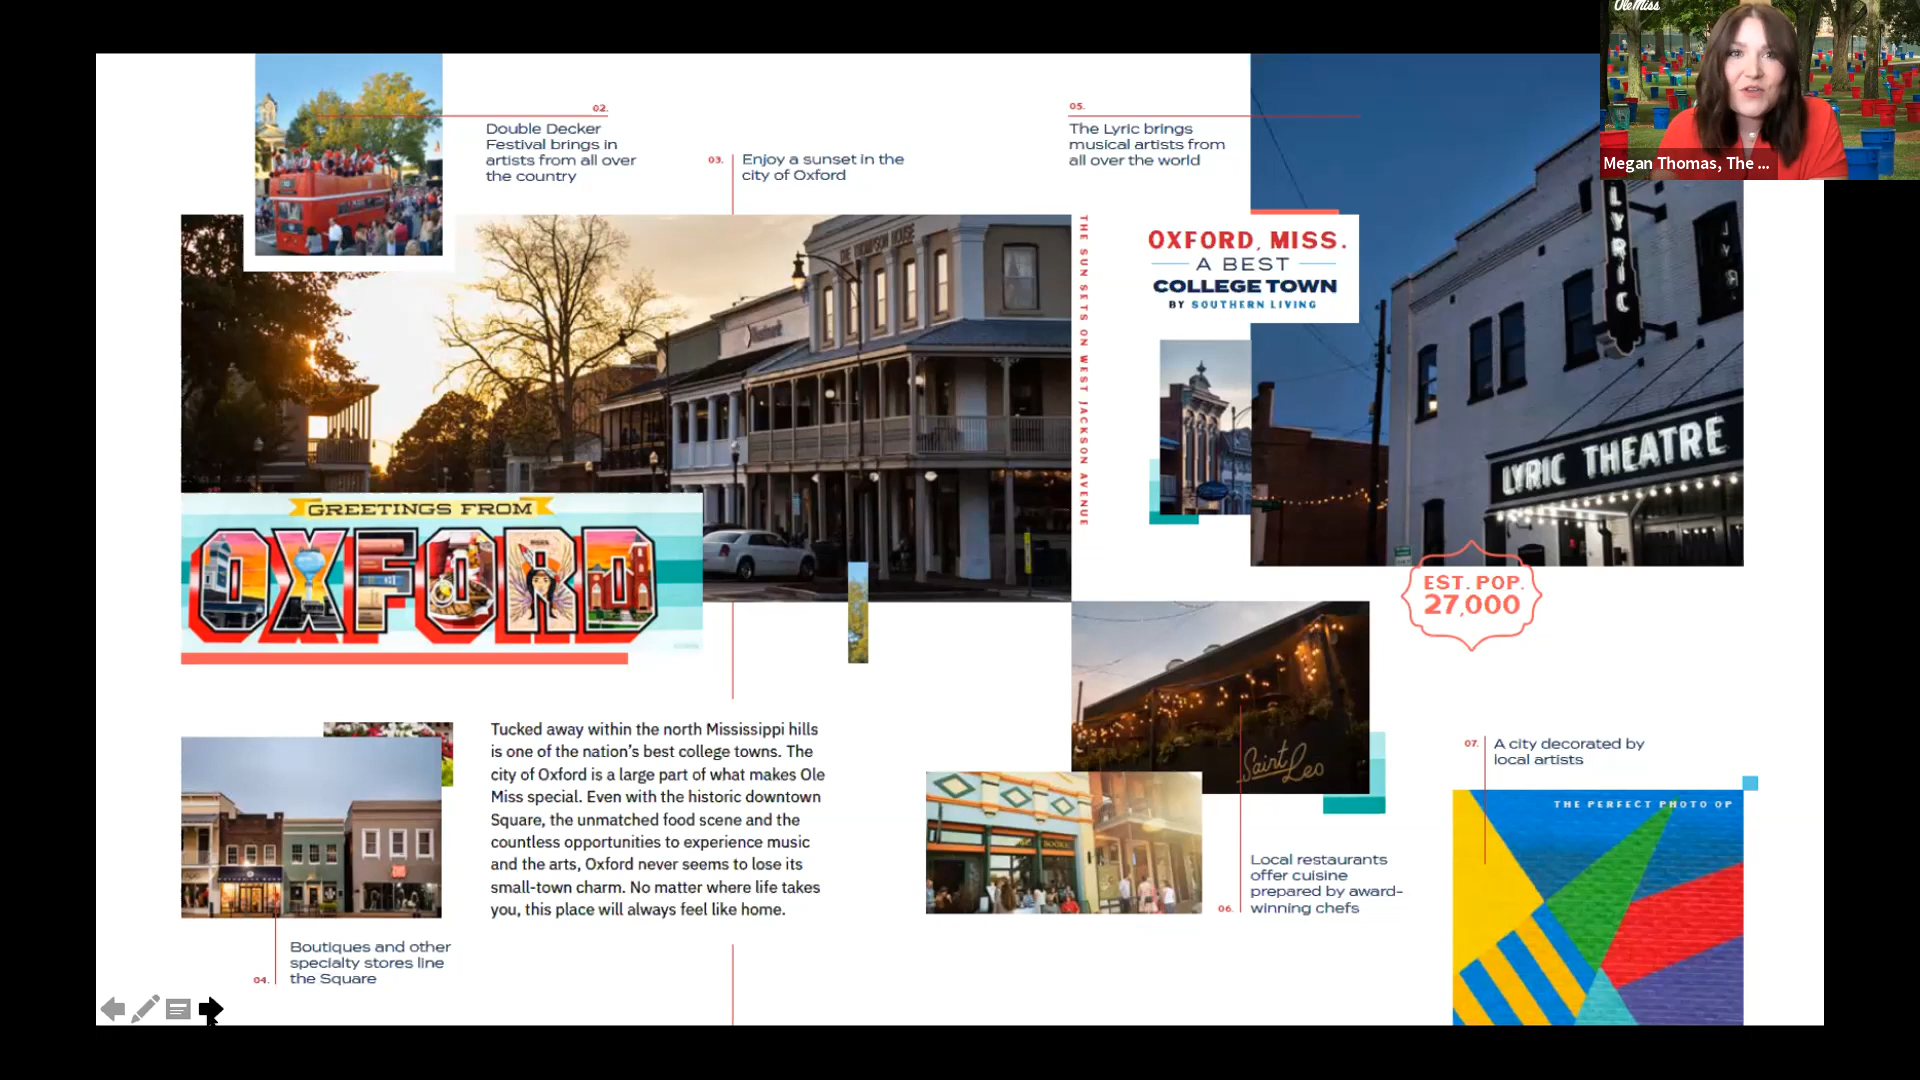 Ole Miss
Megan Thomas, The ...
02.
Double Decker
Festival brings in
artists from all over
the country
03.
Enjoy a sunset in the
city of Oxford
05.
The Lyric brings
musical artists from
all over the world
THE THOMPSON HOUSE
THE SUN SETS ON WEST JACKSON AVENUE
OXFORD, MISS.
A BEST
COLLEGE TOWN
BY SOUTHERN LIVING
LYRIC
LYRIC THEATRE
GREETINGS FROM
OXFORD
EST. POP.
27,000
Saint
Leo
Tucked away within the north Mississippi hills
is one of the nation's best college towns. The
city of Oxford is a large part of what makes Ole
Miss special. Even with the historic downtown
Square, the unmatched food scene and the
countless opportunities to experience music
and the arts, Oxford never seems to lose its
small-town charm. No matter where life takes
you, this place will always feel like home.
04.
Boutiques and other
specialty stores line
the Square
06.
Local restaurants
offer cuisine
prepared by award-
winning chefs
07.
A city decorated by
local artists
THE PERFECT PHOTO OP